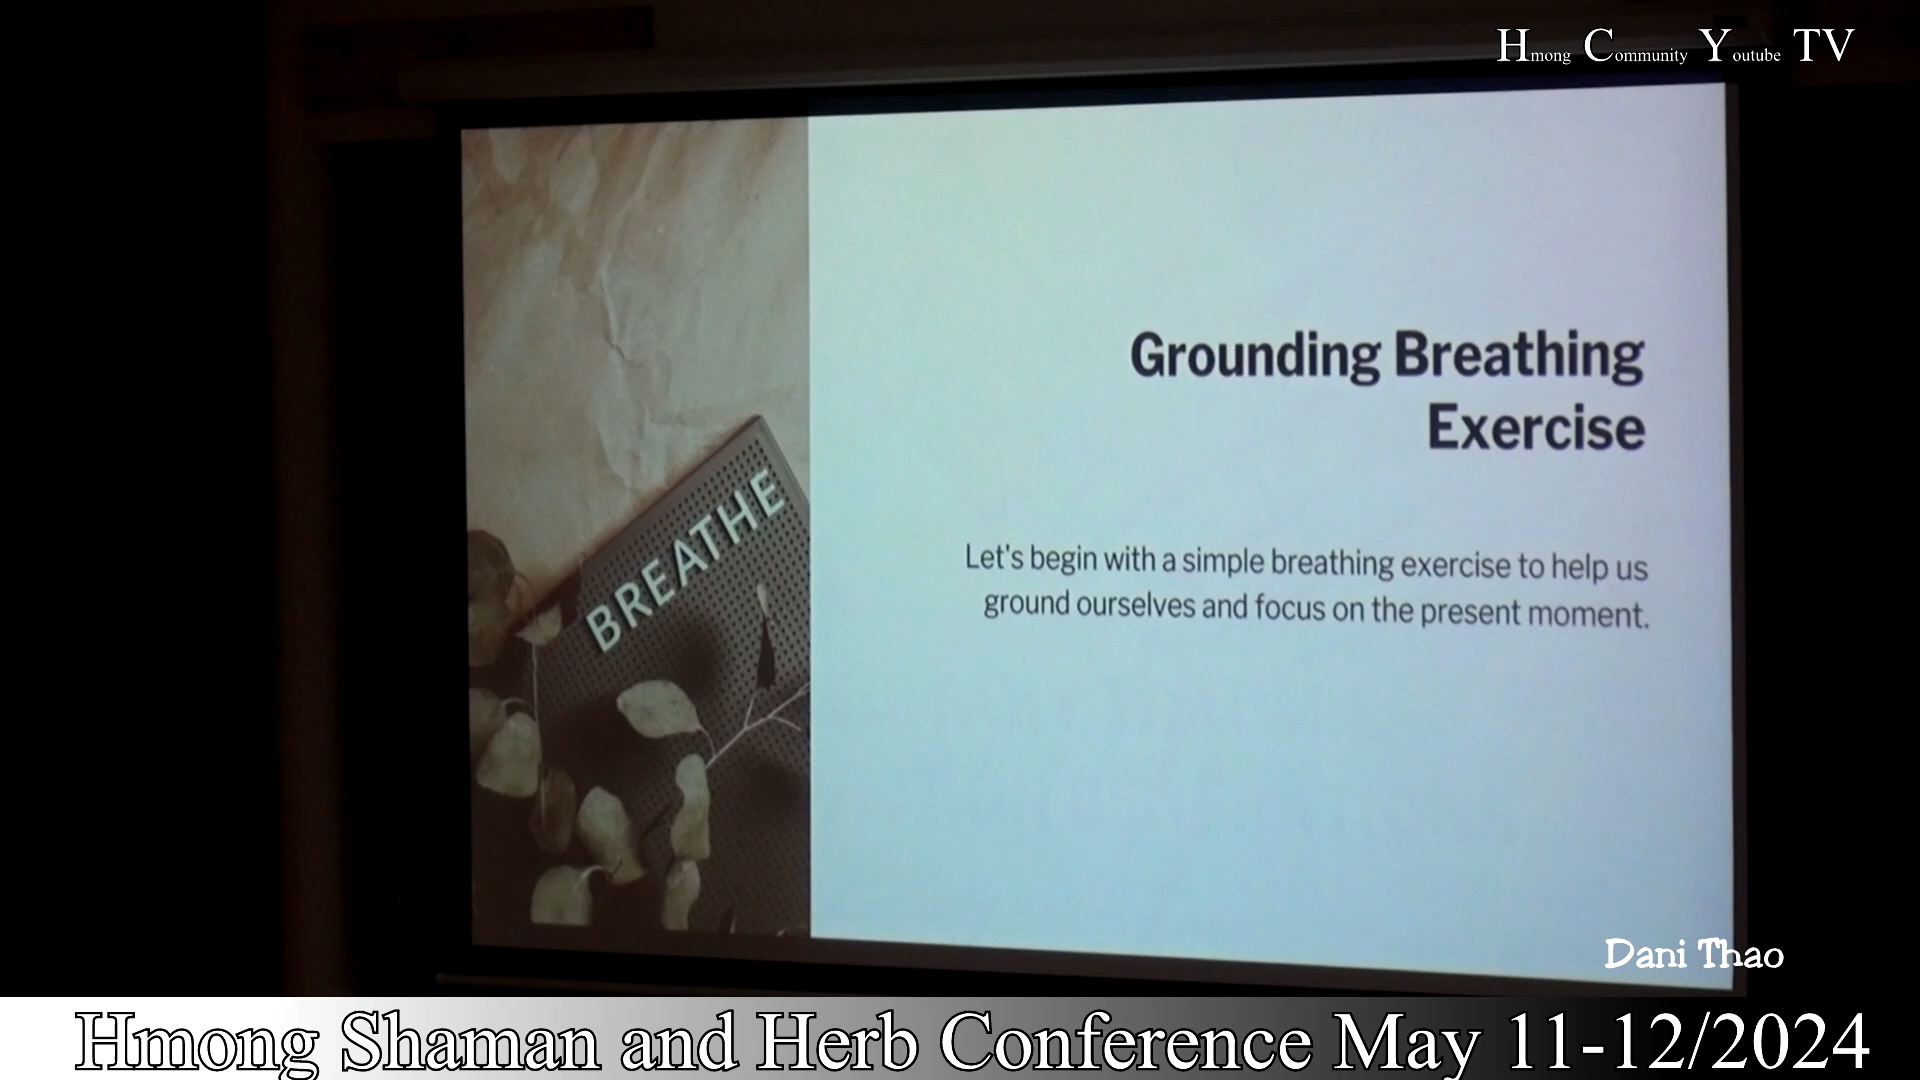 Hmong Community Youtube TV
Grounding Breathing
Exercise
BREATHE
Let's begin with a simple breathing exercise to help us
ground ourselves and focus on the present moment.
Dani Thao
Hmong Shaman and Herb Conference May 11-12/2024